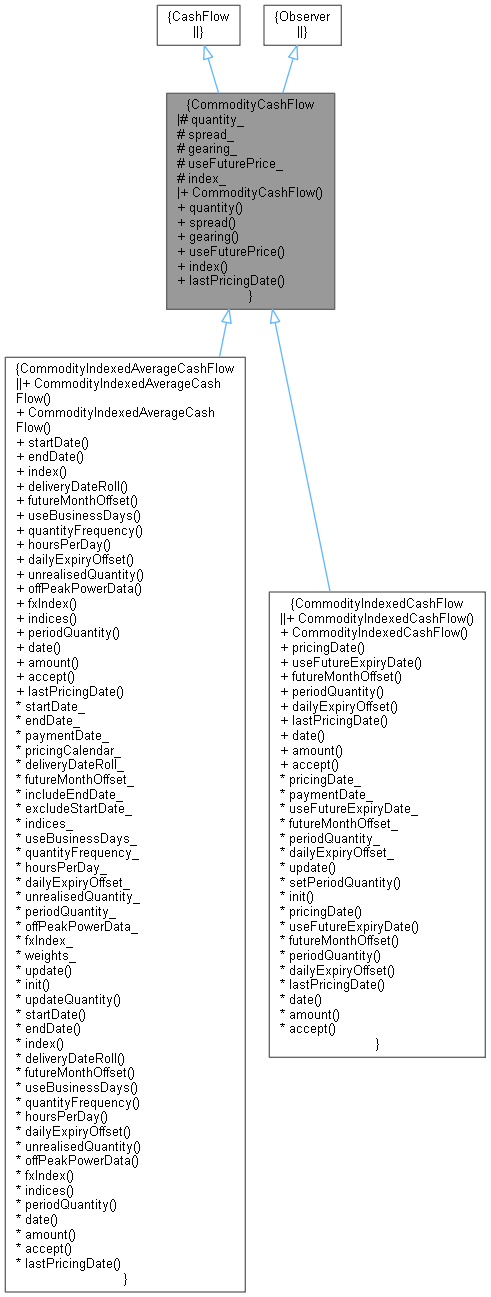 {CashFlow
||}
{Observer
||}
{CommodityCashFlow
|# quantity_
# spread_
# gearing_
# useFuturePrice_
# index_
|+ CommodityCashFlow()
+ quantity()
+ spread()
+ gearing()
+ useFuturePrice()
+ index()
+ lastPricingDate()
}
{CommodityIndexedAverageCashFlow
||+ CommodityIndexedAverageCash
Flow()
+ CommodityIndexedAverageCash
Flow()
+ startDate()
+ endDate()
+ index()
+ deliveryDateRoll()
+ futureMonthOffset()
+ useBusinessDays()
+ quantityFrequency()
+ hoursPerDay()
+ dailyExpiryOffset()
+ unrealisedQuantity()
+ offPeakPowerData()
+ fxIndex()
+ indices()
+ periodQuantity()
+ date()
+ amount()
+ accept()
+ lastPricingDate()
* startDate_
* endDate_
* paymentDate_
* pricingCalendar_
* deliveryDateRoll_
* futureMonthOffset_
* includeEndDate_
* excludeStartDate_
* indices_
* useBusinessDays_
* quantityFrequency_
* hoursPerDay_
* dailyExpiryOffset_
* unrealisedQuantity_
* periodQuantity_
* offPeakPowerData_
* fxIndex_
* weights_
* update()
* init()
* updateQuantity()
* startDate()
* endDate()
* index()
* deliveryDateRoll()
* futureMonthOffset()
* useBusinessDays()
* quantityFrequency()
* hoursPerDay()
* dailyExpiryOffset()
* unrealisedQuantity()
* offPeakPowerData()
* fxIndex()
* indices()
* periodQuantity()
* date()
* amount()
* accept()
* lastPricingDate()
}
{CommodityIndexedCashFlow
||+ CommodityIndexedCashFlow()
+ CommodityIndexedCashFlow()
+ pricingDate()
+ useFutureExpiryDate()
+ futureMonthOffset()
+ periodQuantity()
+ dailyExpiryOffset()
+ lastPricingDate()
+ date()
+ amount()
+ accept()
* pricingDate_
* paymentDate_
* useFutureExpiryDate_
* futureMonthOffset_
* periodQuantity_
* dailyExpiryOffset_
* update()
* setPeriodQuantity()
* init()
* pricingDate()
* useFutureExpiryDate()
* futureMonthOffset()
* periodQuantity()
* dailyExpiryOffset()
* lastPricingDate()
* date()
* amount()
* accept()
}